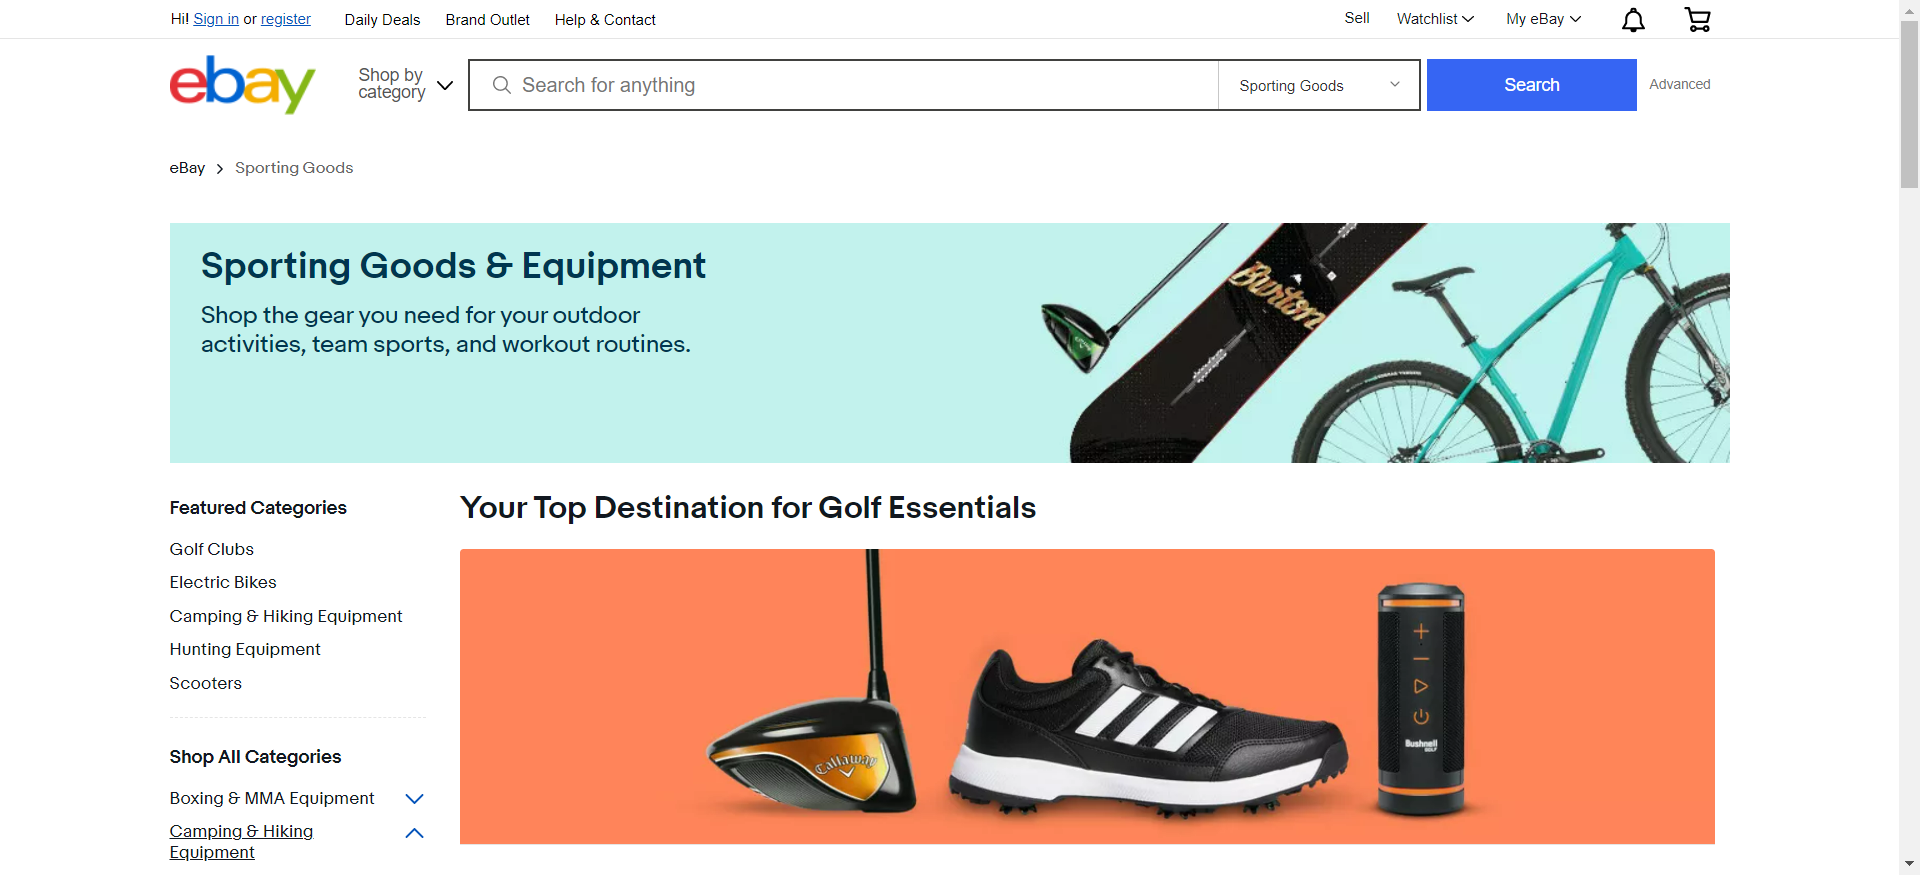 Hi! Sign in or register
Daily Deals
Brand Outlet
Help & Contact
Sell
Watchlist
My eBay
ebay
Shop by
category
Search for anything
Sporting Goods
Search
Advanced
eBay
Sporting Goods
Sporting Goods & Equipment
Shop the gear you need for your outdoor
activities, team sports, and workout routines.
Burton
Featured Categories
Golf Clubs
Electric Bikes
Camping & Hiking Equipment
Hunting Equipment
Scooters
Shop All Categories
Boxing & MMA Equipment
Camping & Hiking
Equipment
Your Top Destination for Golf Essentials
Callaway
Bushnell
GOLF